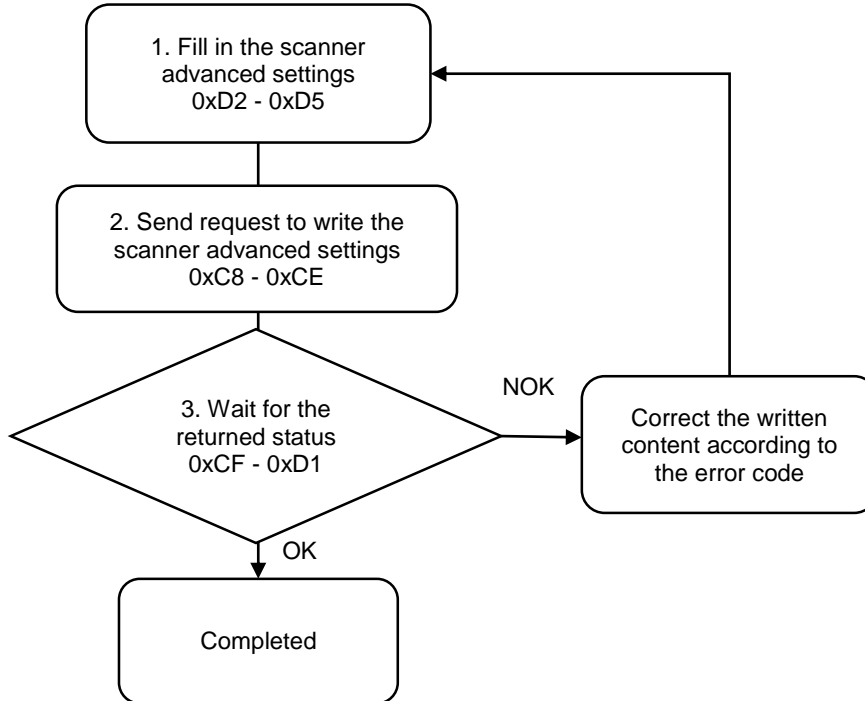 1. Fill in the scanner
advanced settings
0xD2 - 0xD5
2. Send request to write the
scanner advanced settings
0xC8 - 0xCE
3. Wait for the
returned status
0xCF - 0xD1
NOK
Correct the written
content according to
the error code
OK
Completed